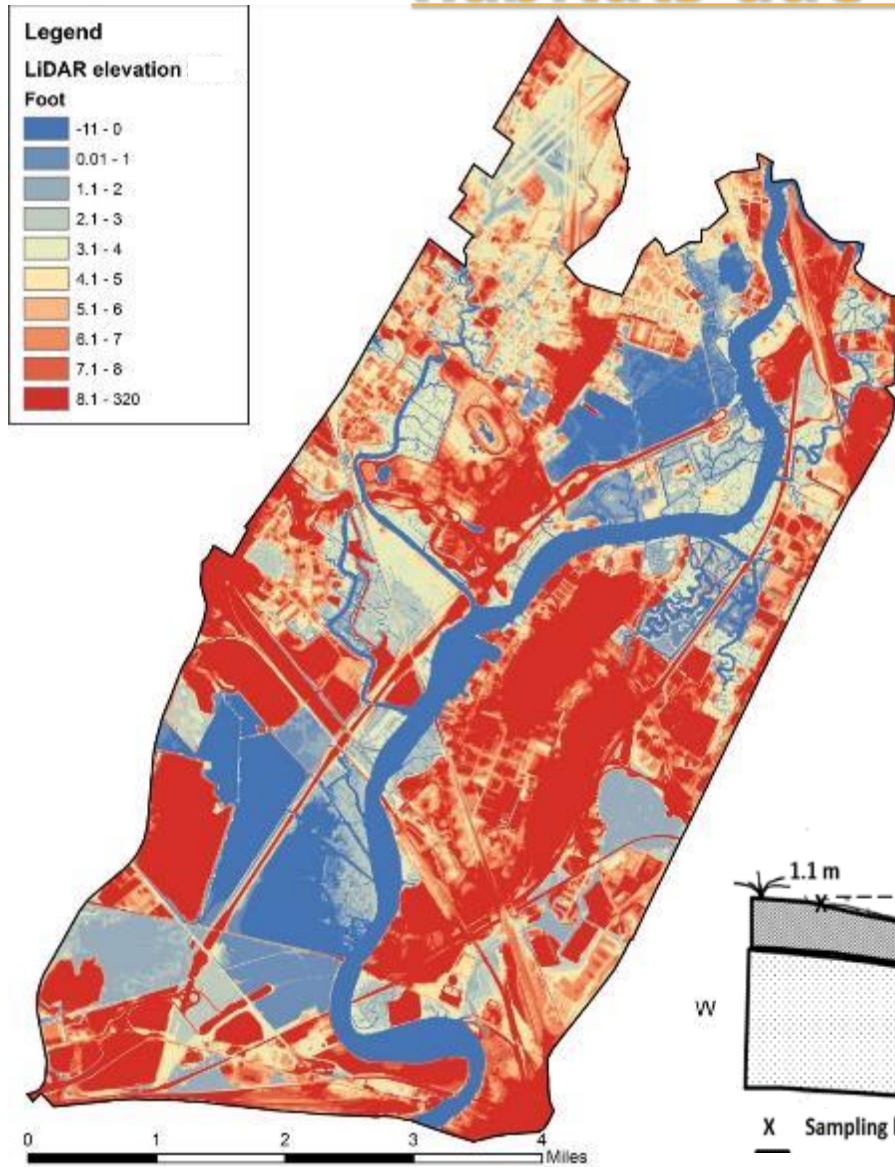 Legend
LiDAR elevation
Foot
-11 - 0
0.01 - 1
1.1 - 2
2.1 - 3
3.1 - 4
4.1 - 5
5.1 - 6
6.1 - 7
7.1 - 8
8.1 - 320
1.1 m
W
X Sampling
0 1 2 3 4
Miles